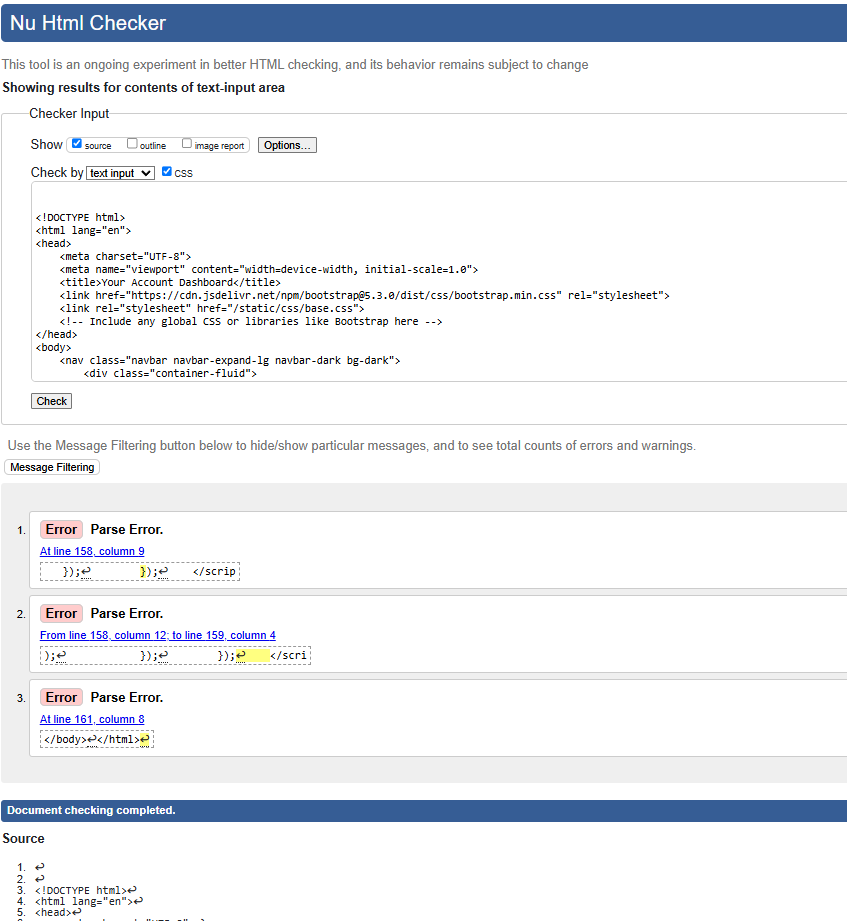 Nu Html Checker
This tool is an ongoing experiment in better HTML checking, and its behavior remains subject to change
Showing results for contents of text-input area
Checker Input
Show source outline image report Options...
Check by text input CSS
<!DOCTYPE html>
<html lang="en">
<head>
    <meta charset="UTF-8">
    <meta name="viewport" content="width=device-width, initial-scale=1.0">
    <title>Your Account Dashboard</title>
    <link href="https://cdn.jsdelivr.net/npm/bootstrap@5.3.0/dist/css/bootstrap.min.css" rel="stylesheet">
    <link rel="stylesheet" href="/static/css/base.css">
    <!-- Include any global CSS or libraries like Bootstrap here -->
</head>
<body>
    <nav class="navbar navbar-expand-lg navbar-dark bg-dark">
        <div class="container-fluid">
Check
Use the Message Filtering button below to hide/show particular messages, and to see total counts of errors and warnings.
Message Filtering
1. Error Parse Error.
At line 158, column 9
});↩ });↩ </scrip
2. Error Parse Error.
From line 158, column 12; to line 159, column 4
);↩ });↩ });↩ </scri
3. Error Parse Error.
At line 161, column 8
</body>↩</html>↩
Document checking completed.
Source
1. ↩
2. ↩
3. <!DOCTYPE html>↩
4. <html lang="en">↩
5. <head>↩